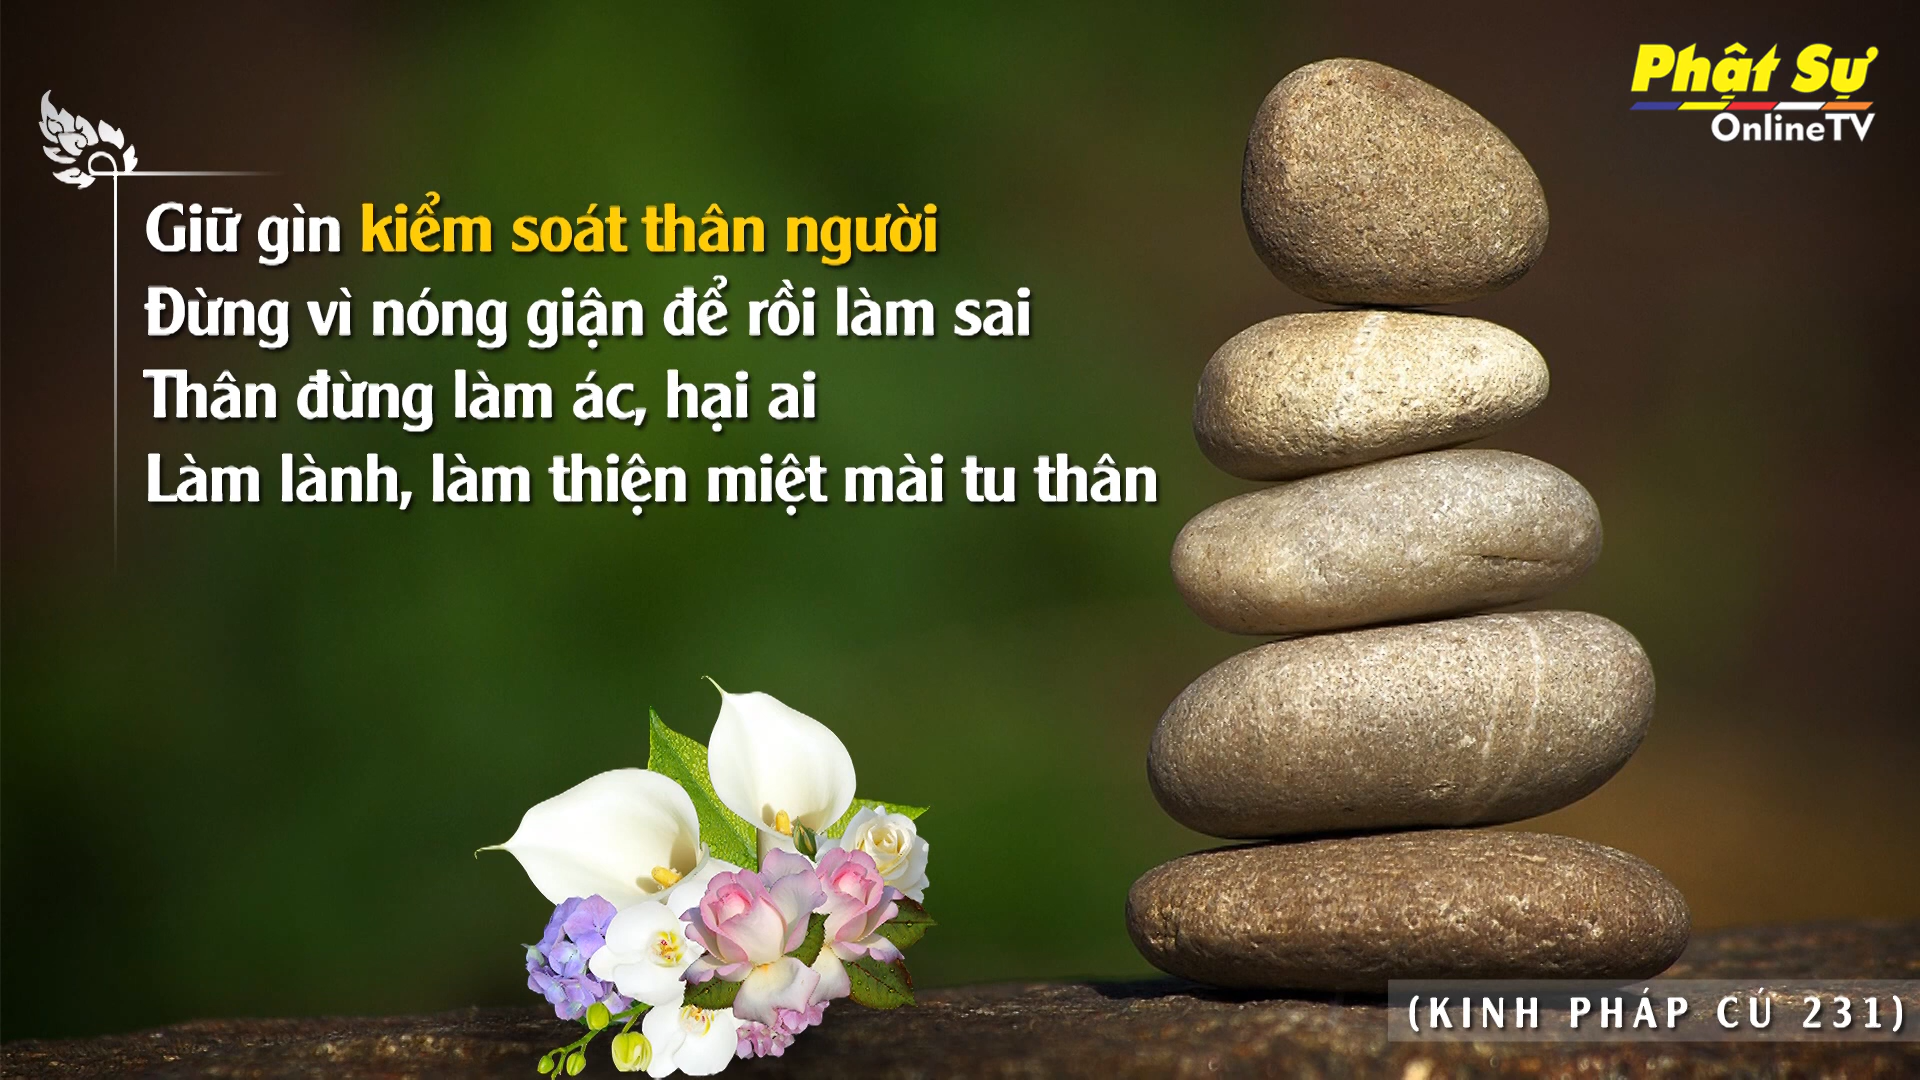 Phật Sự
OnlineTV
Giữ gìn kiểm soát thân người
Đừng vì nóng giận để rồi làm sai
Thân đừng làm ác, hại ai
Làm lành, làm thiện miệt mài tu thân
(KINH PHÁP CÚ 231)